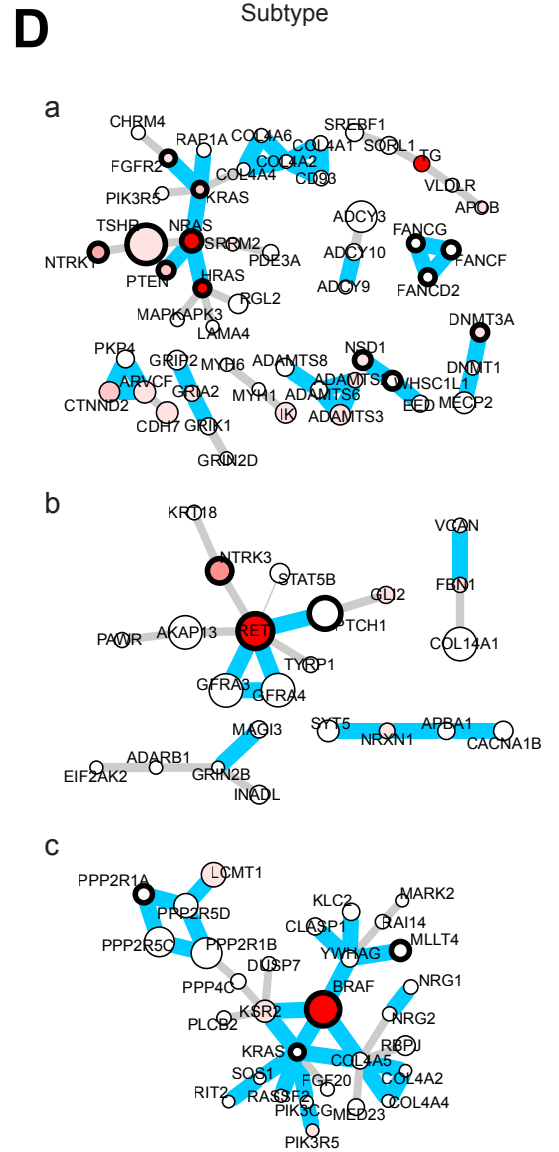 Subtype
D
a
CHRM4
RAP1A
COL4A6
SREBF1
COL4A1
SORL1
FGFR2
COL4A2
TG
COL4A4
CD93
VLDLR
PIK3R5
KRAS
APOB
ADCY3
TSHR
NRAS
SRRM2
FANCG
ADCY10
FANCF
NTRK1
PDE3A
PTEN
HRAS
ADCY9
FANCD2
RGL2
MAPKAPK3
LAMA4
DNMT3A
PKP4
GRIP2
MYH6
ADAMTS8
NSD1
DNMT1
ARVCF
GRIA2
MYH1
ADAMTS6
WHSC1L1
CTNND2
IK
ADAMTS3
EED
MECP2
CDH7
GRIK1
GRIN2D
b
KRT18
VCAN
NTRK3
STAT5B
FBN1
GLI2
RET
PTCH1
PAWR
AKAP13
COL14A1
TYRP1
GFRA3
GFRA4
MAGI3
SYT5
APBA1
NRXN1
CACNA1B
ADARB1
EIF2AK2
GRIN2B
INADL
c
LCMT1
PPP2R1A
MARK2
KLC2
PPP2R5D
RAI14
CLASP1
MLLT4
PPP2R5C
PPP2R1B
YWHAG
DUSP7
PPP4C
BRAF
NRG1
KSR2
PLCB2
NRG2
RBPJ
KRAS
COL4A5
SOS1
FGF20
COL4A2
RIT2
RASSF2
PIK3CG
MED23
COL4A4
PIK3R5